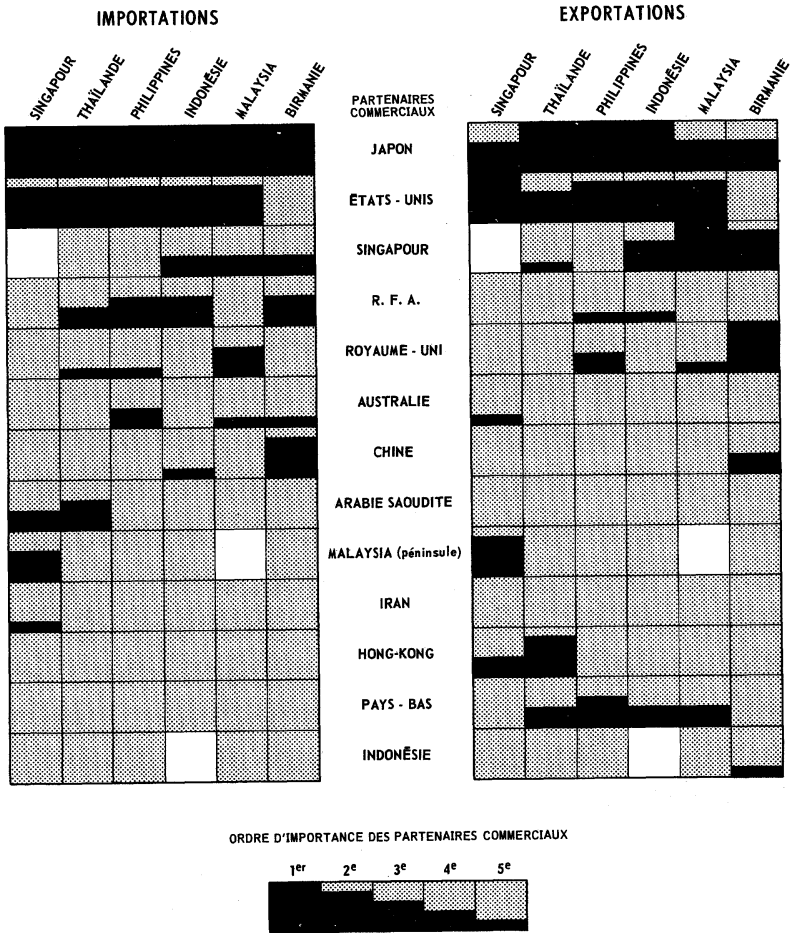 IMPORTATIONS
EXPORTATIONS
SINGAPOUR
THAÏLANDE
PHILIPPINES
INDONÉSIE
MALAYSIA
BIRMANIE
PARTENAIRES
COMMERCIAUX
SINGAPOUR
THAÏLANDE
PHILIPPINES
INDONÉSIE
MALAYSIA
BIRMANIE
JAPON
ÉTATS - UNIS
SINGAPOUR
R. F. A.
ROYAUME - UNI
AUSTRALIE
CHINE
ARABIE SAOUDITE
MALAYSIA (péninsule)
IRAN
HONG-KONG
PAYS - BAS
INDONÉSIE
ORDRE D'IMPORTANCE DES PARTENAIRES COMMERCIAUX
1er 2e 3e 4e 5e